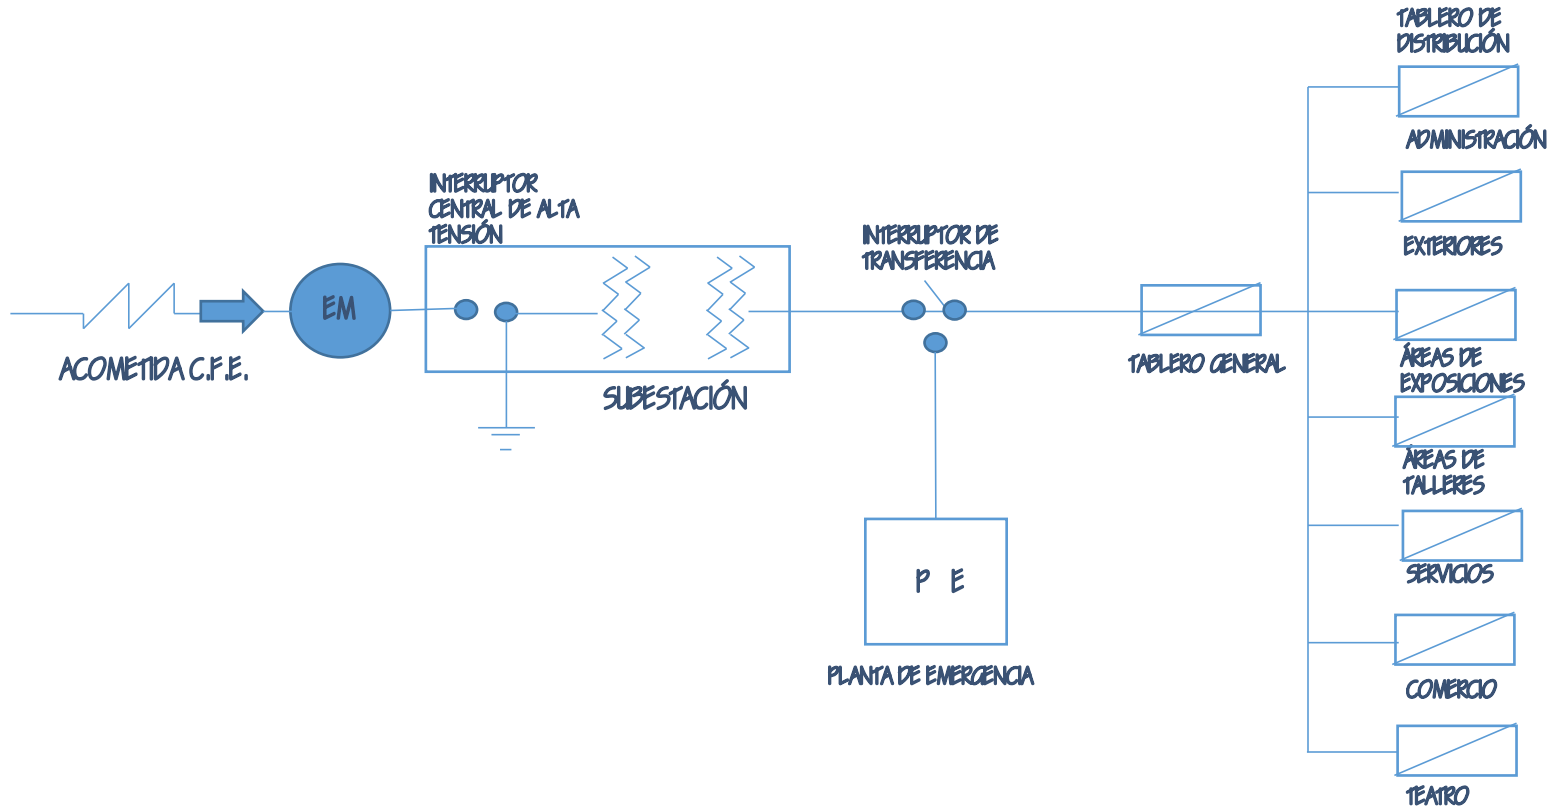 TABLERO DE
DISTRIBUCIÓN
ADMINISTRACIÓN
INTERRUPTOR
CENTRAL DE ALTA
TENSIÓN
INTERRUPTOR DE
TRANSFERENCIA
EXTERIORES
EM
ACOMETIDA C.F.E.
SUBESTACIÓN
TABLERO GENERAL
ÁREAS DE
EXPOSICIONES
ÁREAS DE
TALLERES
P E
SERVICIOS
PLANTA DE EMERGENCIA
COMERCIO
TEATRO